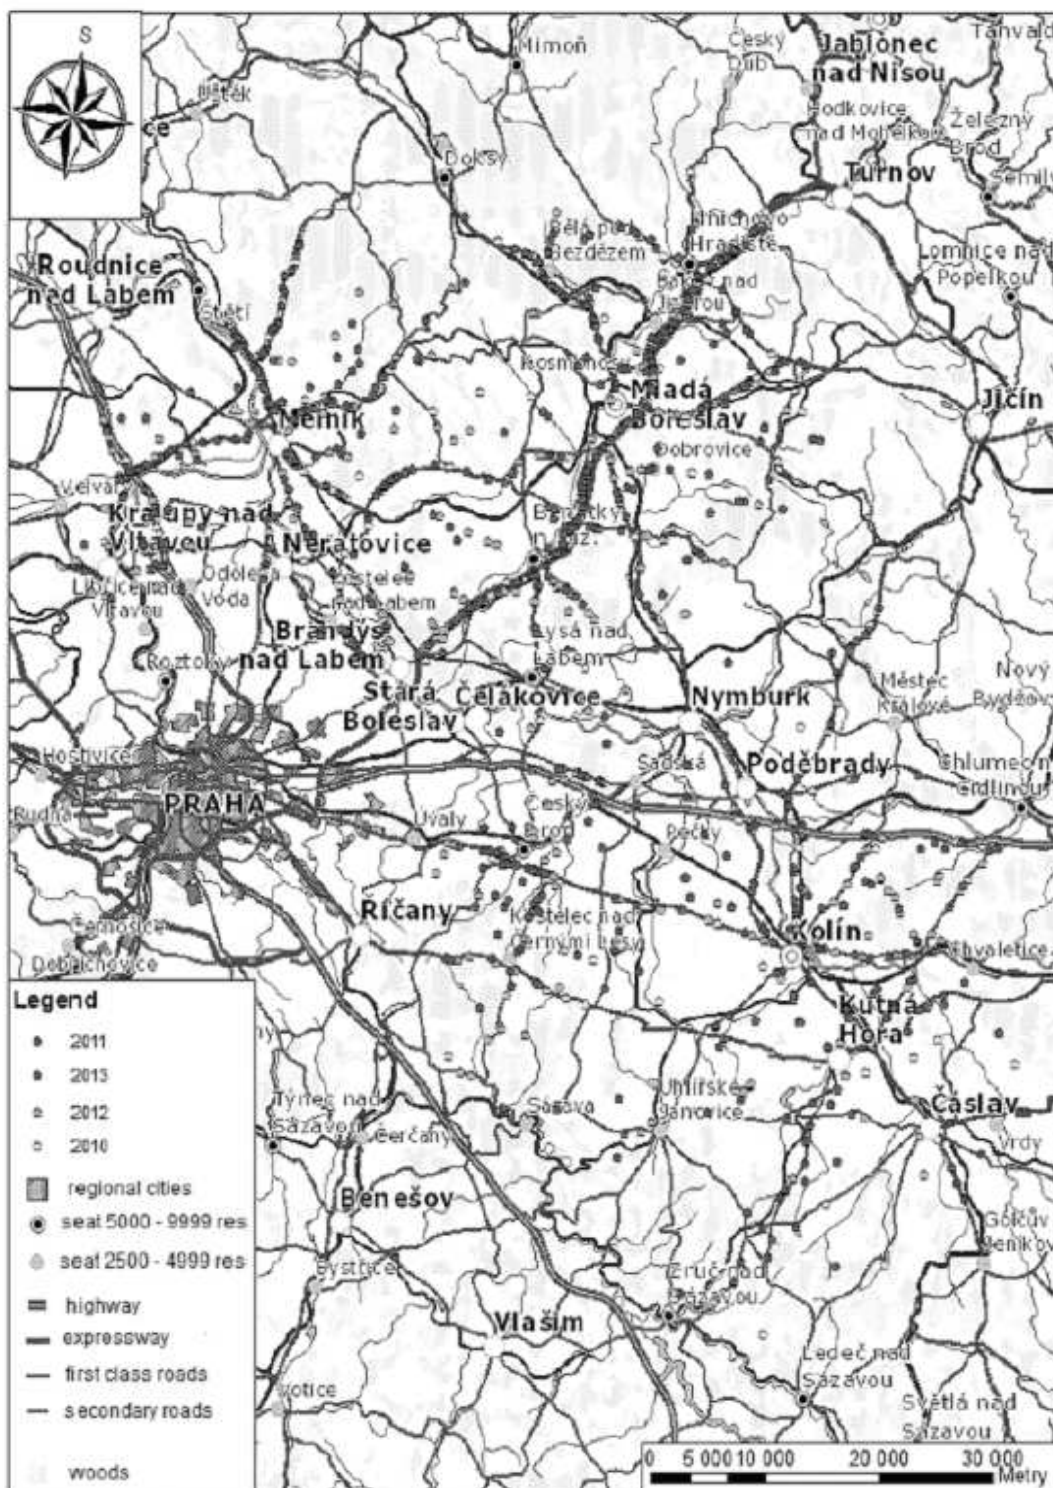 S
Mimoň
Český
Dub
Tanvald
Jablonec
nad Nisou
Úštěk
ice
Hodkovice
nad Mohelkou
Železný
Brod
Doksy
Turnov
Semily
Bělá pod
Bezdězem
Mnichovo
Hradiště
Lomnice nad
Popelkou
Roudnice
nad Labem
Bakov nad
Jizerou
Štětí
Kosmonosy
Mladá
Boleslav
Jičín
Mělník
Dobrovice
Velvary
Kralupy nad
Vltavou
Neratovice
Benátky
n. Jiz.
Libčice nad
Vltavou
Odolena
Voda
Kostelec
nad Labem
Brandýs
nad Labem
Lysá nad
Labem
Roztoky
Stará
Boleslav
Čelákovice
Nymburk
Městec
Králové
Nový
Bydžov
Hostivice
Sadská
Poděbrady
Chlumec n
Cidlinou
Rudná
PRAHA
Úvaly
Český
Brod
Pečky
Říčany
Kostelec nad
Černými Lesy
Kolín
Chvaletice
Černošice
Dobřichovice
Kutná
Hora
Legend
2011
2013
2012
2010
regional cities
seat 5000 - 9999 res
seat 2500 - 4999 res
highway
expressway
first class roads
secondary roads
woods
ny
Týnec nad
Sázavou
Čerčany
Sázava
Uhlířské
Janovice
Čáslav
Vrdy
Benešov
Golčův
Jeníkov
Bystřice
Zruč nad
Sázavou
Vlašim
Ledeč nad
Sázavou
Votice
Světlá nad
Sázavou
0 5 000 10 000 20 000 30 000
Metry